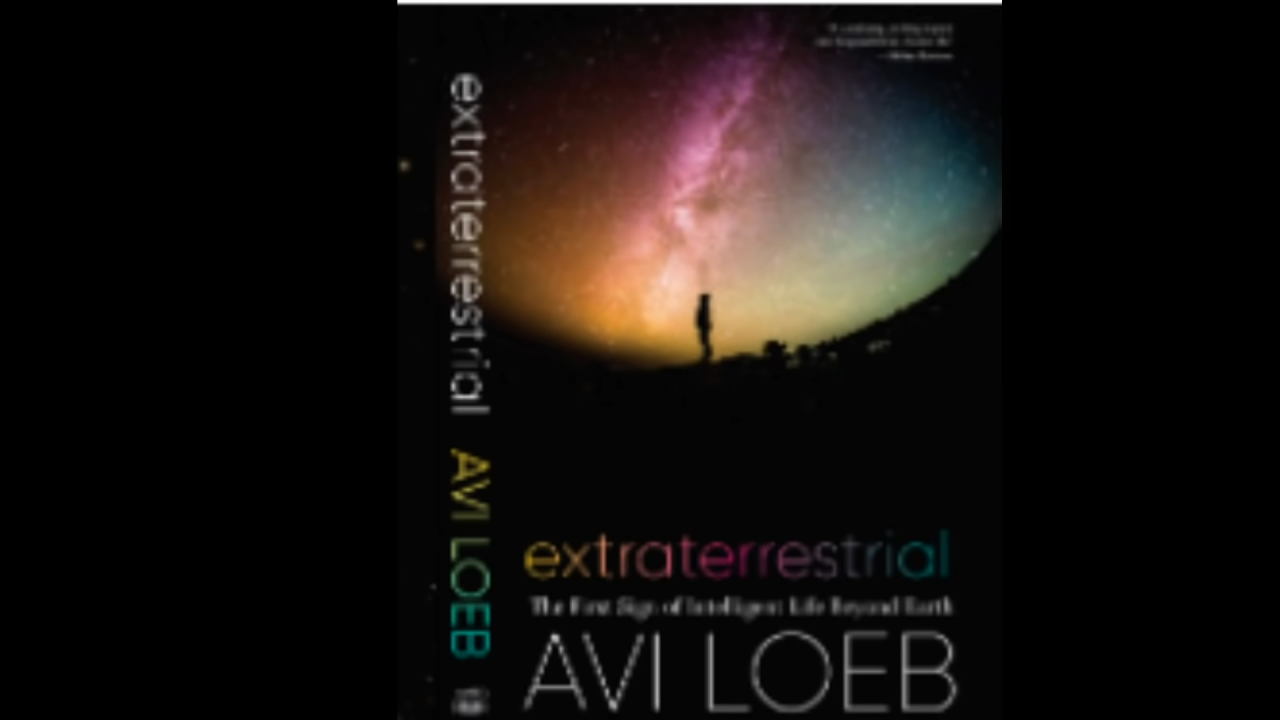 extraterrestrial AVI LOEB
extraterrestrial
The First Sign of Intelligent Life Beyond Earth
AVI LOEB